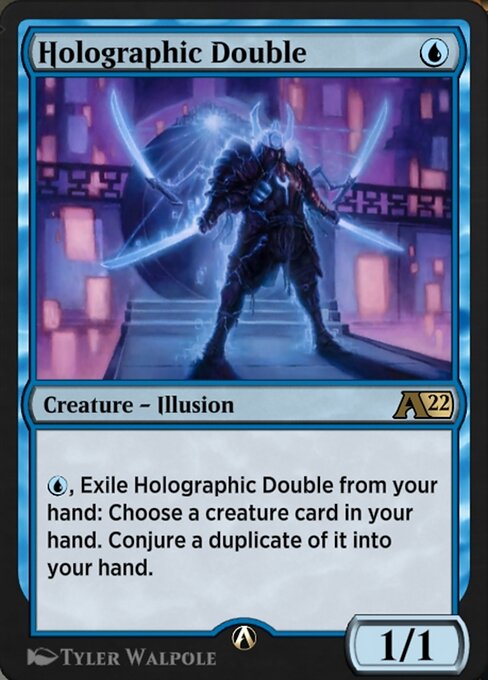 Holographic Double
Creature – Illusion
A22
, Exile Holographic Double from your
hand: Choose a creature card in your
hand. Conjure a duplicate of it into
your hand.
1/1
Tyler Walpole